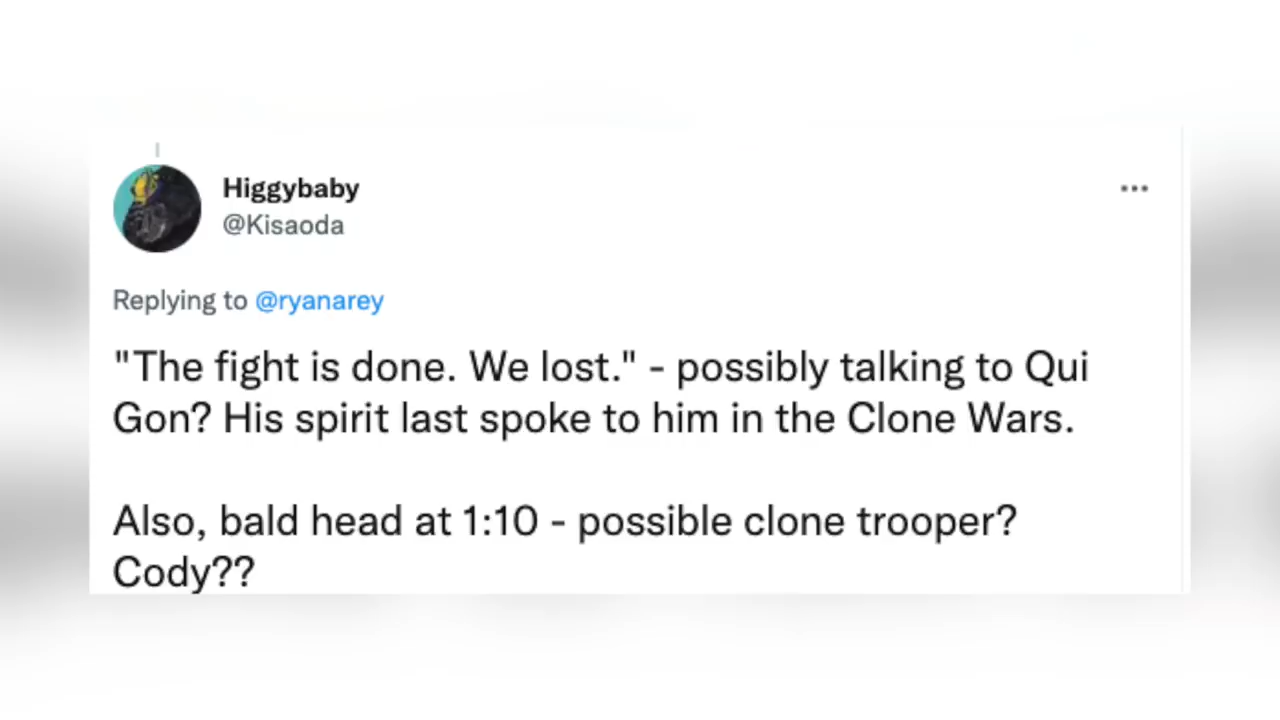 Higgybaby
@Kisaoda
Replying to @ryanarey
"The fight is done. We lost." - possibly talking to Qui
Gon? His spirit last spoke to him in the Clone Wars.
Also, bald head at 1:10 - possible clone trooper?
Cody??